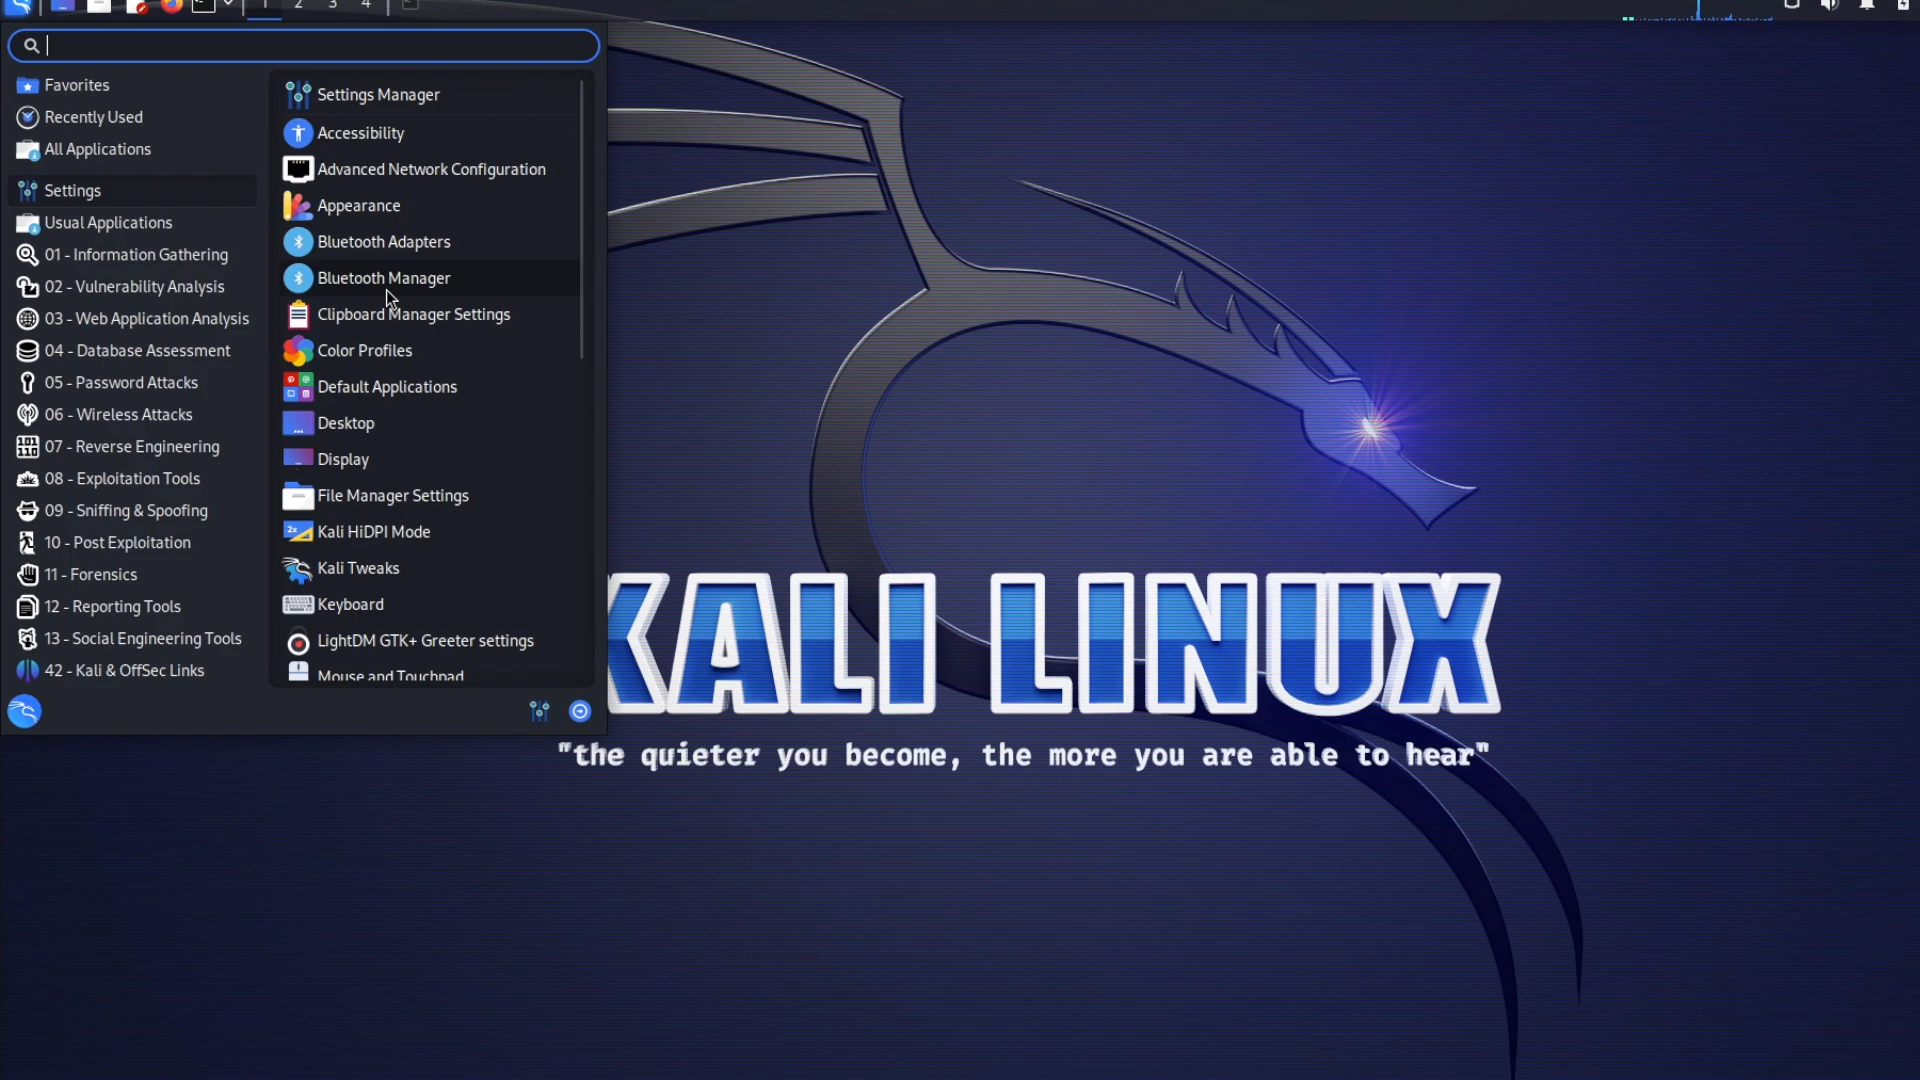 1 2 3 4
Favorites
Recently Used
All Applications
Settings
Usual Applications
01 - Information Gathering
02 - Vulnerability Analysis
03 - Web Application Analysis
04 - Database Assessment
05 - Password Attacks
06 - Wireless Attacks
07 - Reverse Engineering
08 - Exploitation Tools
09 - Sniffing & Spoofing
10 - Post Exploitation
11 - Forensics
12 - Reporting Tools
13 - Social Engineering Tools
42 - Kali & OffSec Links
Settings Manager
Accessibility
Advanced Network Configuration
Appearance
Bluetooth Adapters
Bluetooth Manager
Clipboard Manager Settings
Color Profiles
Default Applications
Desktop
Display
File Manager Settings
2x
Kali HiDPI Mode
Kali Tweaks
Keyboard
LightDM GTK+ Greeter settings
Mouse and Touchpad
KALI LINUX
"the quieter you become, the more you are able to hear"